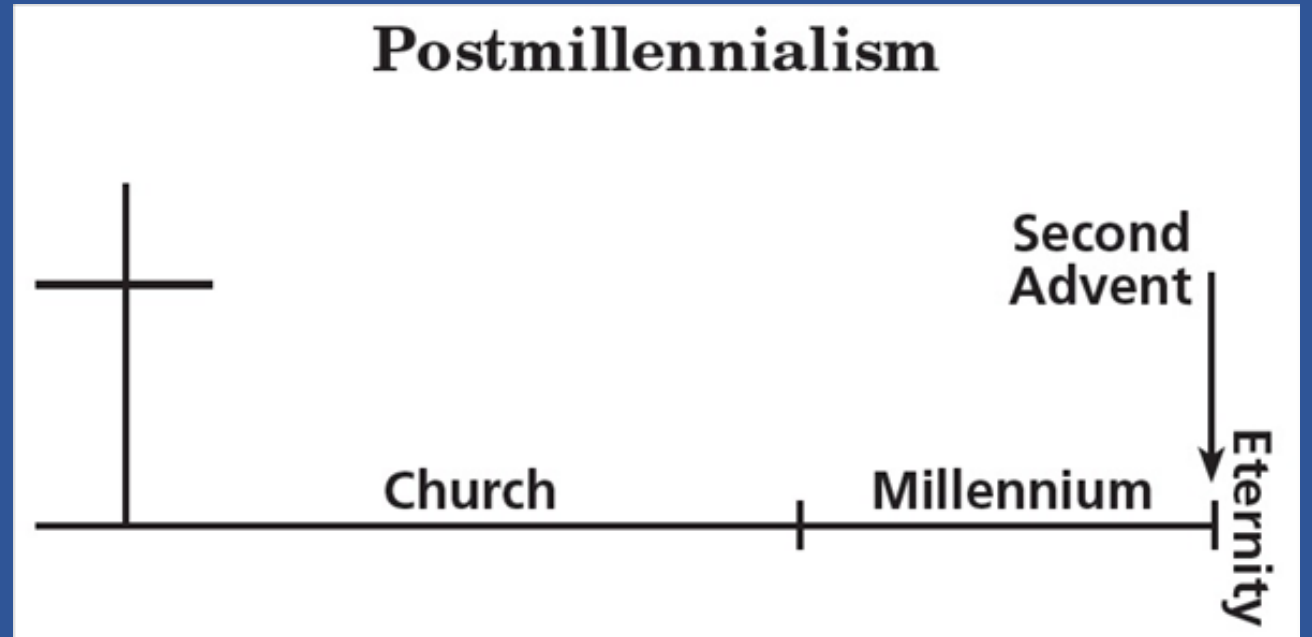 Postmillennialism
Second
Advent
Church
Millennium
Eternity